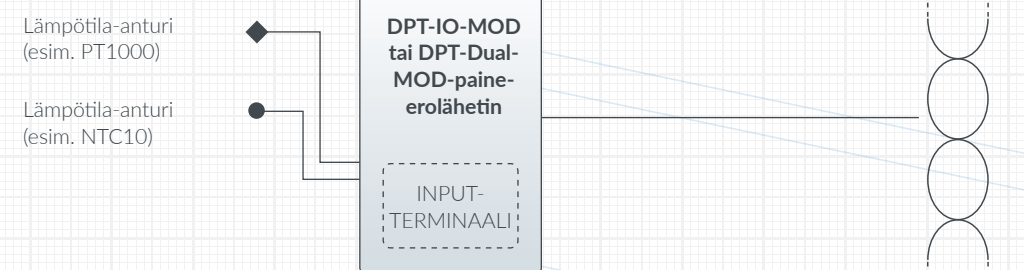 Lämpötila-anturi
(esim. PT1000)
Lämpötila-anturi
(esim. NTC10)
DPT-IO-MOD
tai DPT-Dual-
MOD-paine-
erolähetin
INPUT-
TERMINAALI